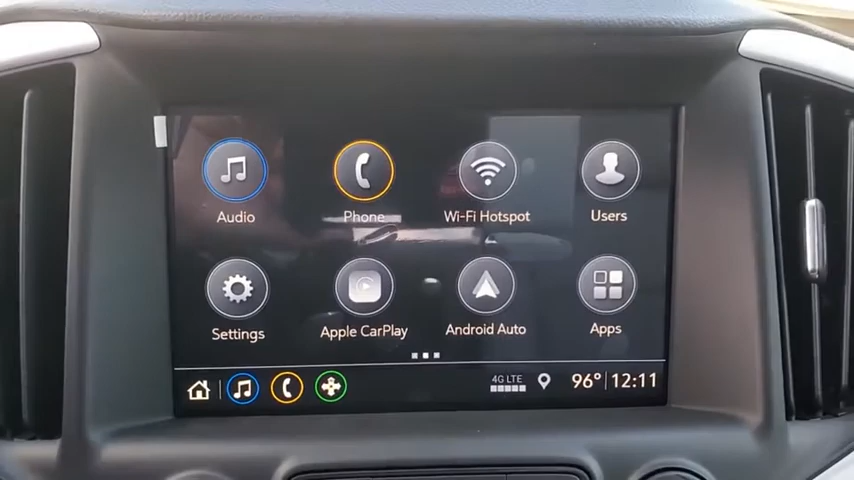 Audio
Phone
Wi-Fi Hotspot
Users
Settings
Apple CarPlay
Android Auto
Apps
4G LTE
96° 12:11